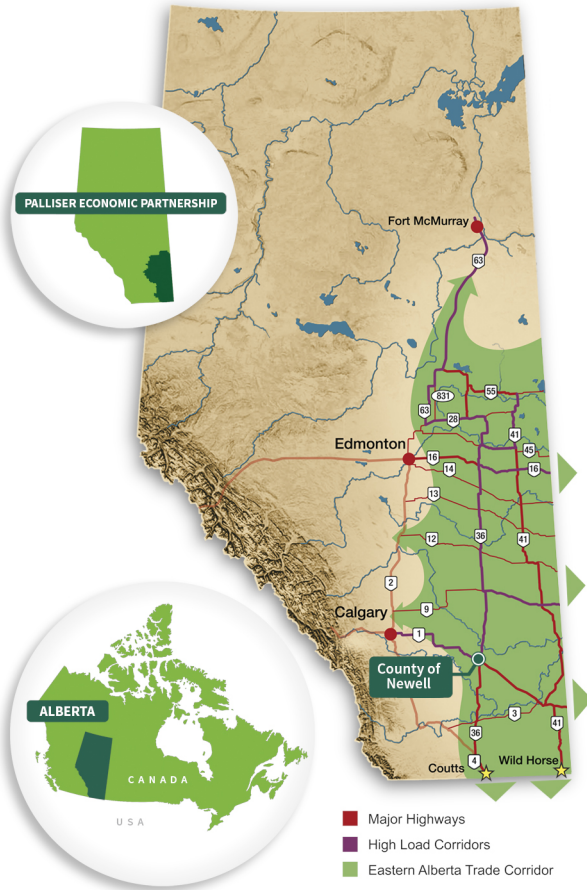 Fort McMurray
PALLISER ECONOMIC PARTNERSHIP
63
55
831
63
28
41
45
Edmonton
16
16
14
13
12
36
41
2
9
Calgary
1
County of
Newell
ALBERTA
3
41
36
CANADA
4
Coutts
Wild Horse
USA
Major Highways
High Load Corridors
Eastern Alberta Trade Corridor